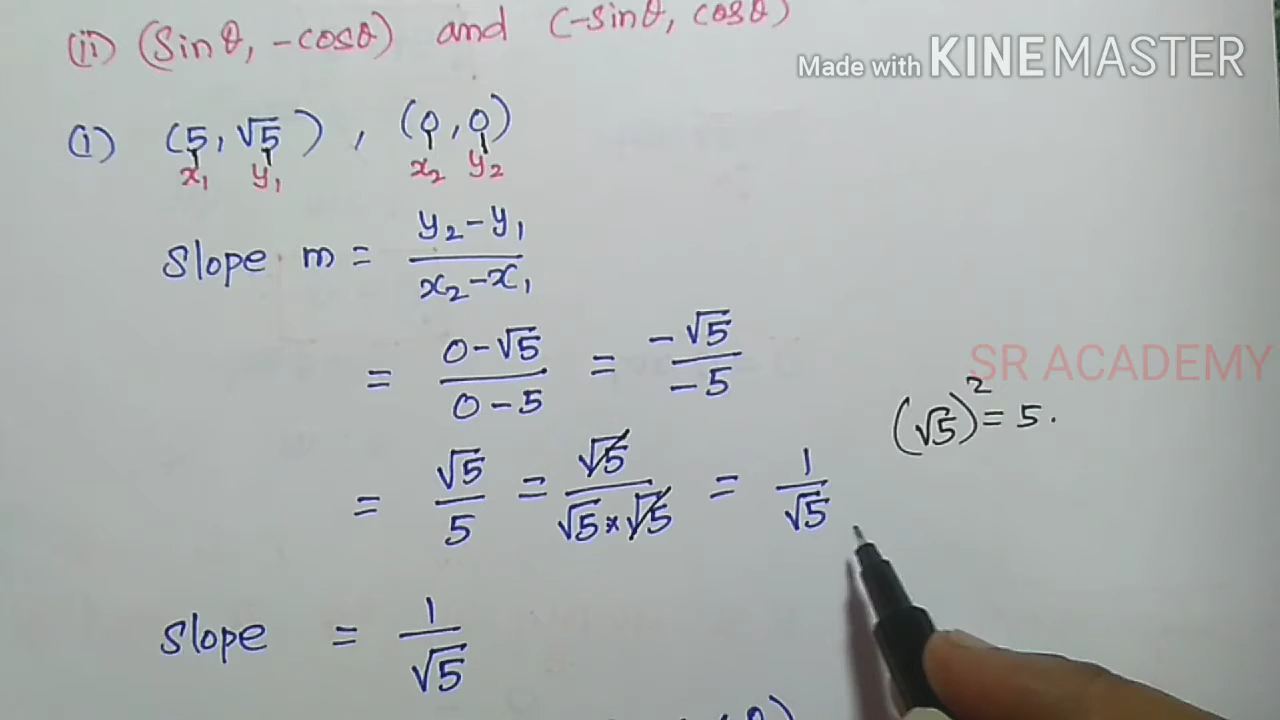 (ii) (sinθ, -cosθ) and (-sinθ, cosθ)
Made with KINEMASTER
(i) (5, √5), (0, 0)
x₁ y₁ x₂ y₂
Slope m = (y₂-y₁)/(x₂-x₁)
= (0-√5)/(0-5) = (-√5)/(-5)
SR ACADEMY
(√5)² = 5.
= √5/5 = √5/(√5×√5) = 1/√5
Slope = 1/√5